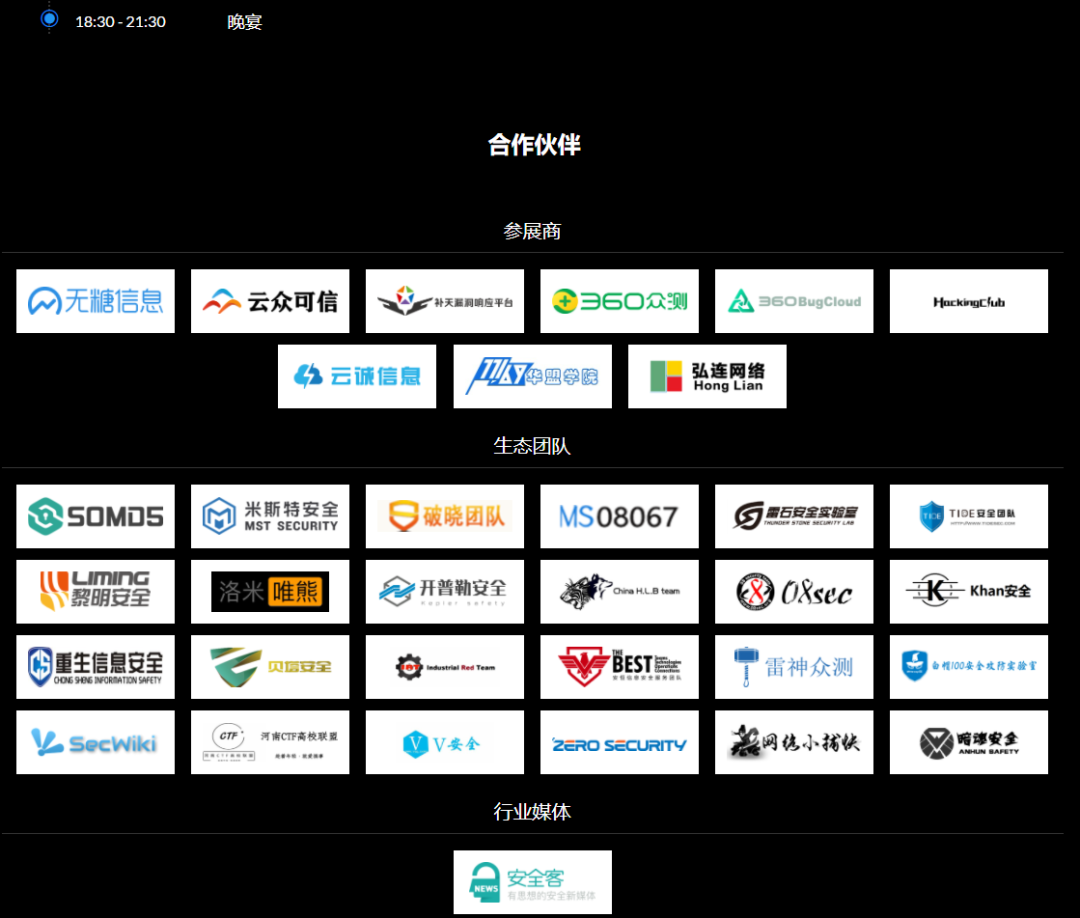 18:30 - 21:30 晚宴
合作伙伴
参展商
无糖信息
云众可信
补天漏洞响应平台
360众测
360BugCloud
HackingClub
云诚信息
华盟学院
弘连网络
Hong Lian
生态团队
SOMD5
米斯特安全
MST SECURITY
破晓团队
MS08067
雷石安全实验室
THUNDER STONE SECURITY LAB
TIDE
TIDE安全团队
LIMING
黎明安全
洛米唯熊
开普勒安全
China H.L.B team
0Xsec
K
Khan安全
重生信息安全
CHONG SHENG INFORMATION SAFETY
贝塔安全
Industrial Red Team
THE
BEST
雷神众测
白帽100安全攻防实验室
SecWiki
CTF
河南CTF高校联盟
V
V安全
ZERO SECURITY
网络小捕快
暗魂安全
ANHUN SAFETY
行业媒体
NEWS
安全客
有思想的安全新媒体